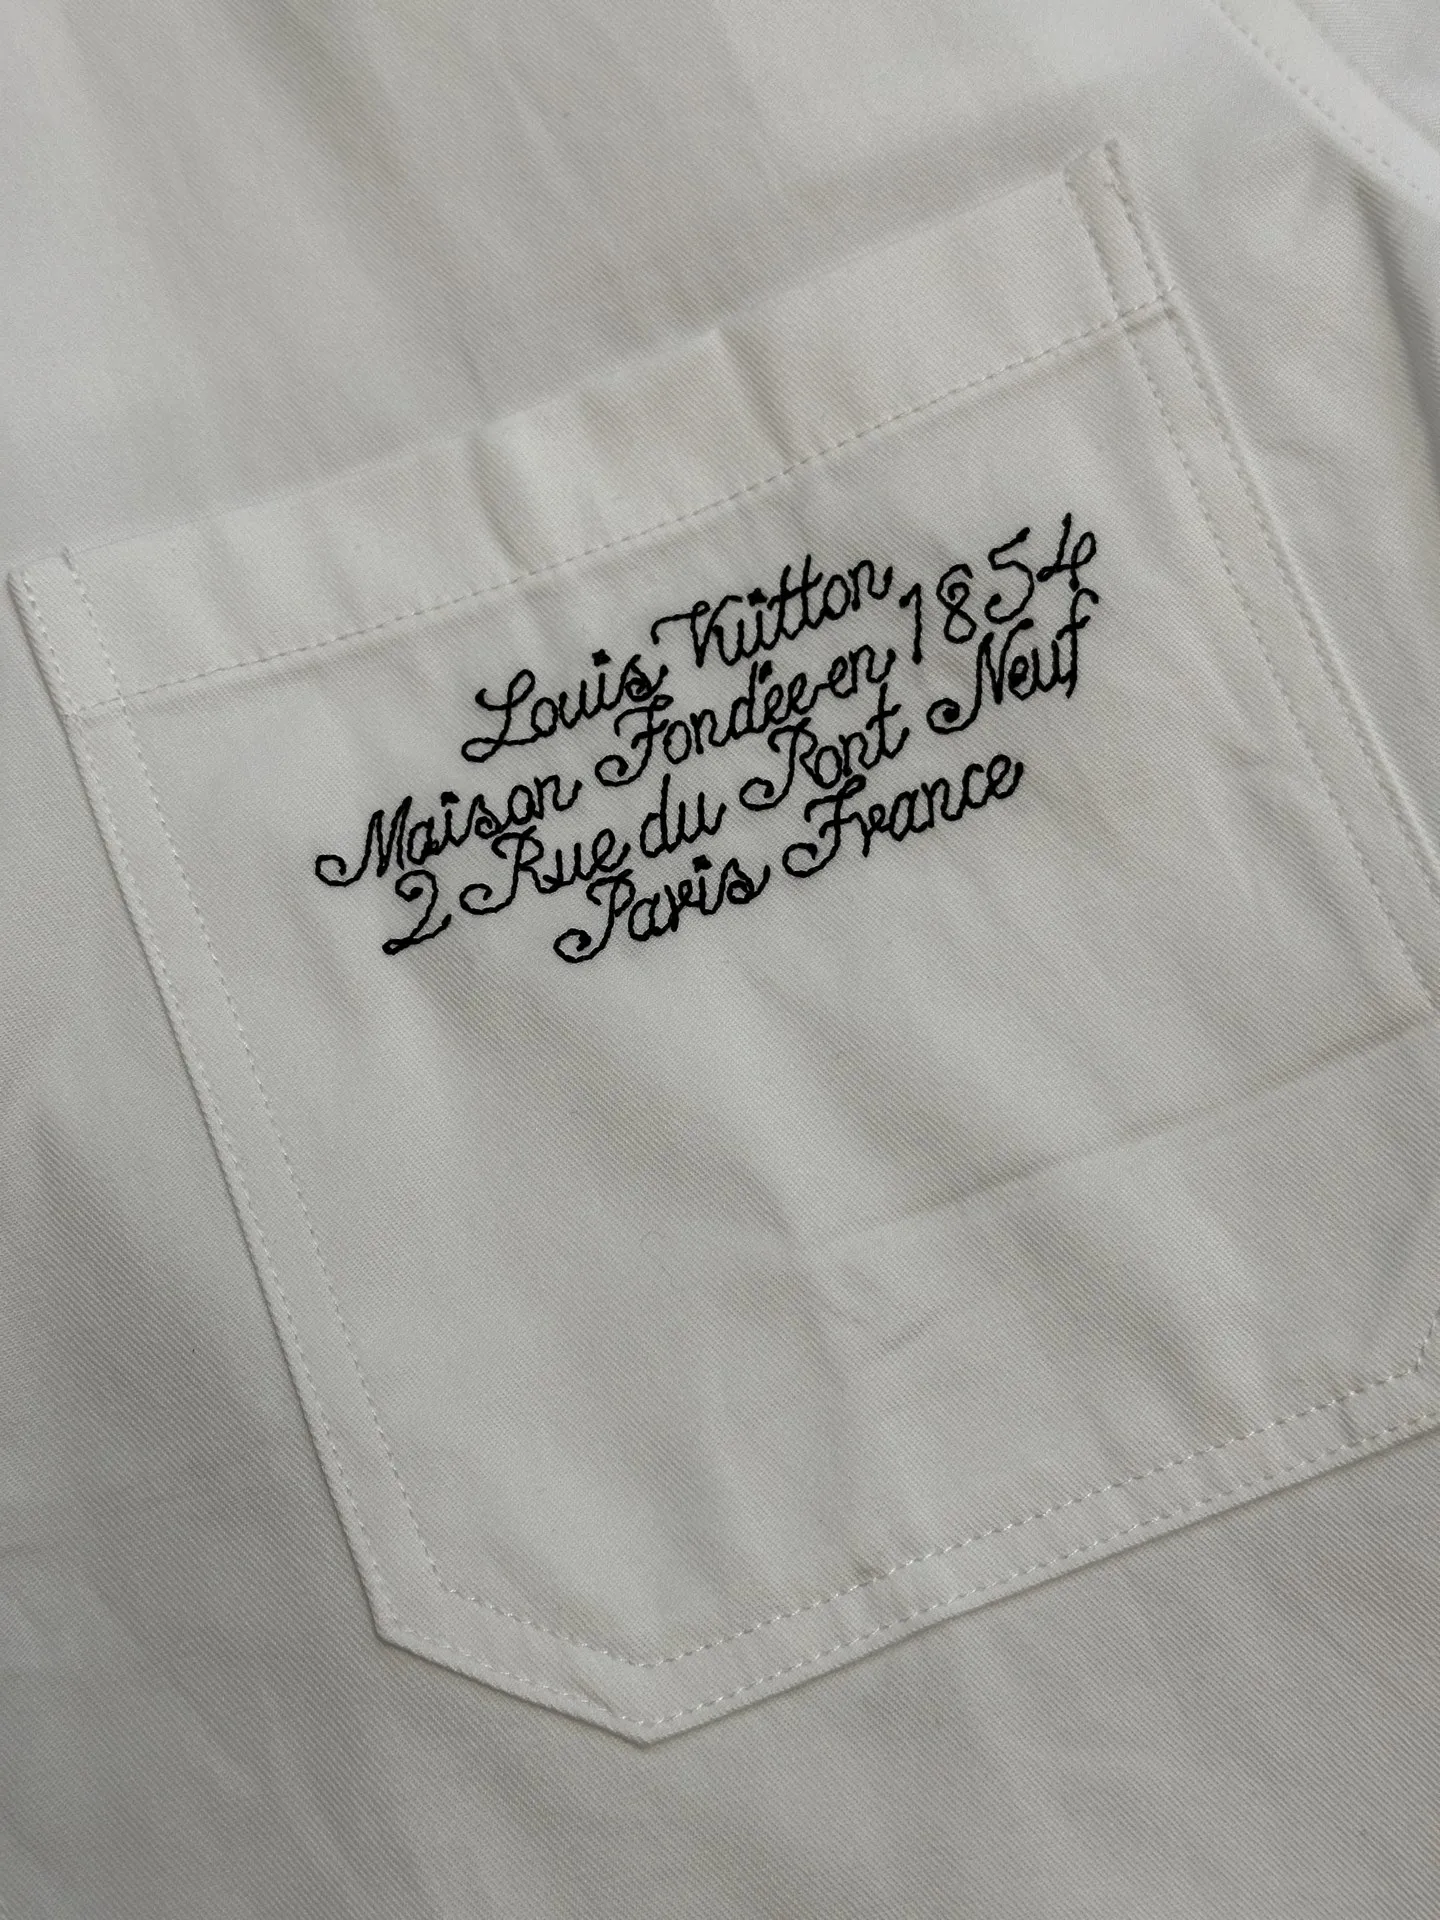 Louis Vuitton
Maison Fondée en 1854
2 Rue du Pont Neuf
Paris France